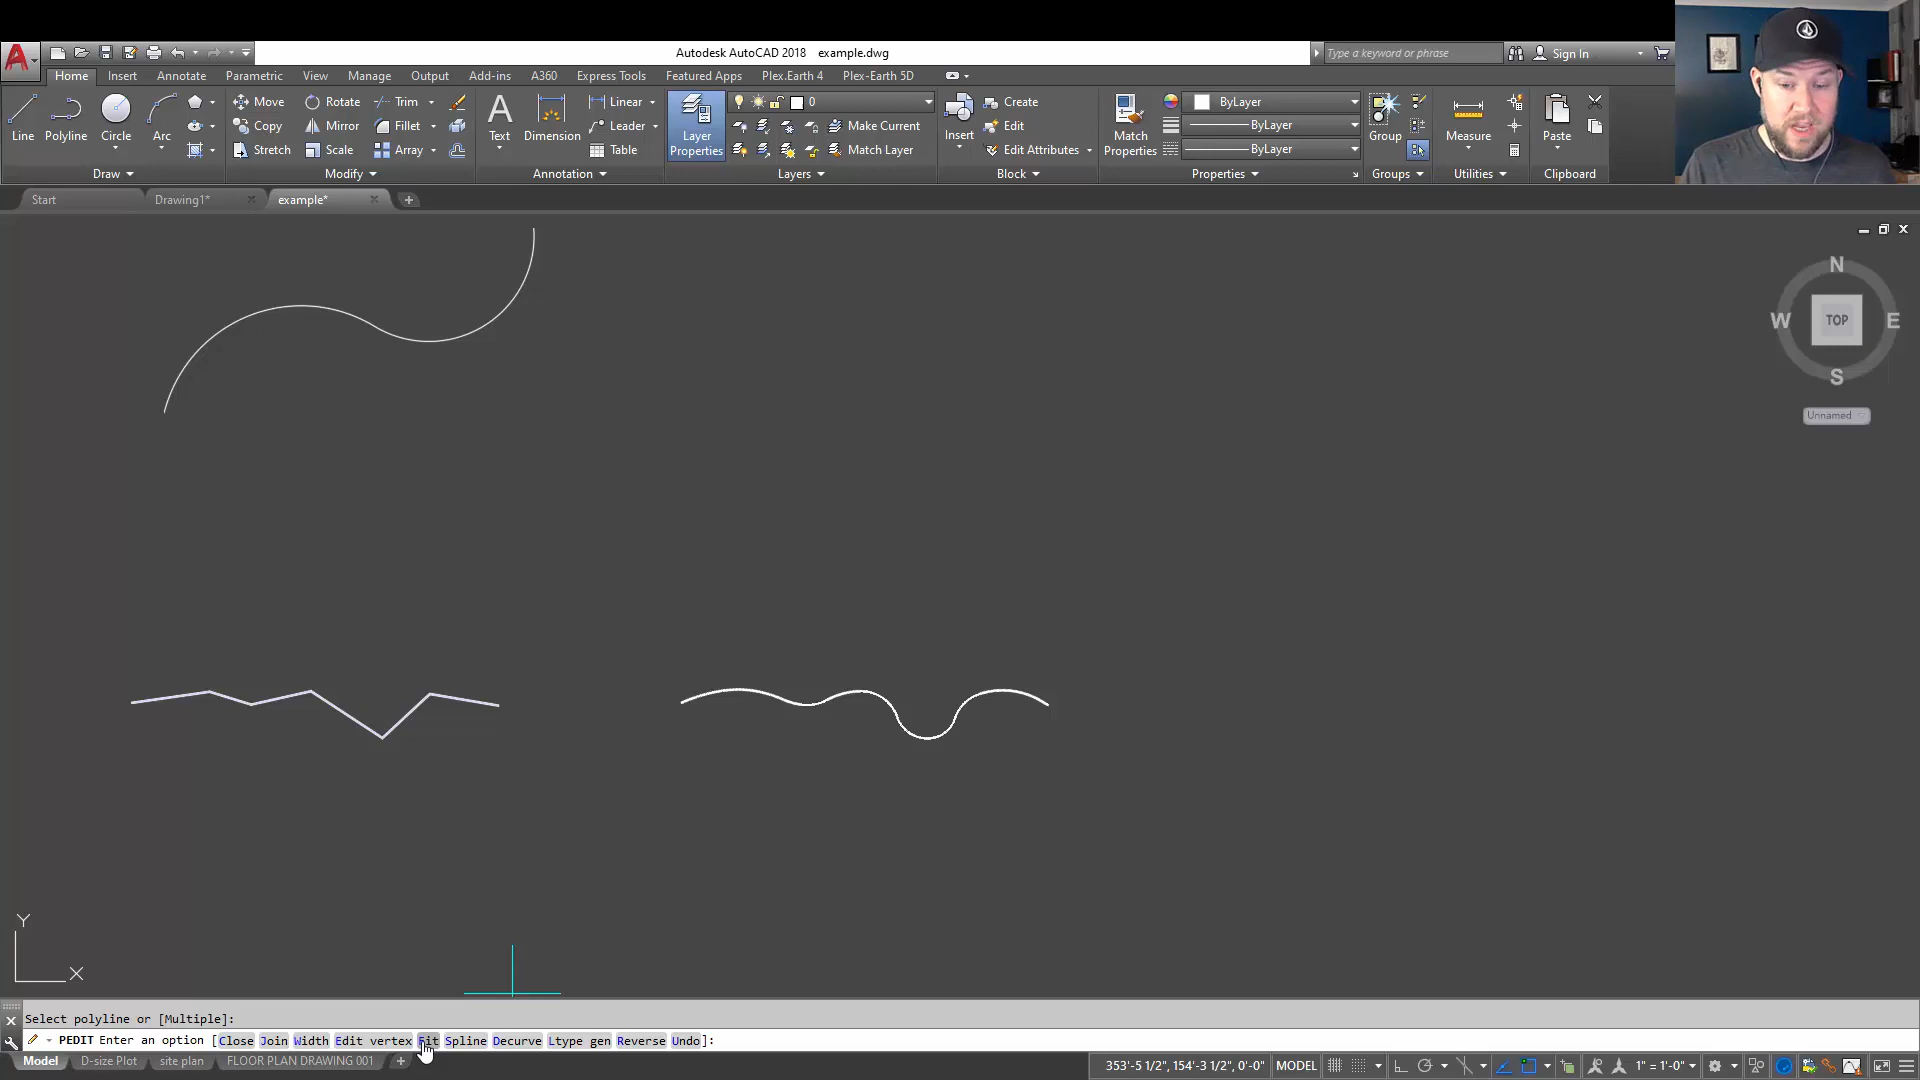 Autodesk AutoCAD 2018 example.dwg
Type a keyword or phrase
Sign In
Home Insert Annotate Parametric View Manage Output Add-ins A360 Express Tools Featured Apps Plex.Earth 4 Plex-Earth 5D
Line Polyline Circle Arc
Draw
Move Rotate Trim
Copy Mirror Fillet
Stretch Scale Array
Modify
Text Dimension
Linear
Leader
Table
Annotation
Layer Properties
0
Make Current
Match Layer
Layers
Insert
Create
Edit
Edit Attributes
Block
Match Properties
ByLayer
ByLayer
ByLayer
Properties
Group
Groups
Measure
Utilities
Paste
Clipboard
Start Drawing1* example*
N
W TOP E
S
Unnamed
Y
X
Select polyline or [Multiple]:
PEDIT Enter an option [Close Join Width Edit vertex Fit Spline Decurve Ltype gen Reverse Undo]:
Model D-size Plot site plan FLOOR PLAN DRAWING 001
353'-5 1/2", 154'-3 1/2", 0'-0" MODEL 1" = 1'-0"